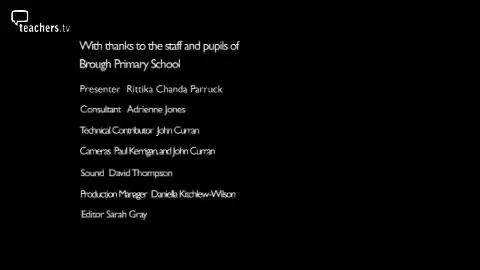 teachers.tv
With thanks to the staff and pupils of
Brough Primary School
Presenter Rittika Chanda Parruck
Consultant Adrienne Jones
Technical Contributor John Curran
Cameras Paul Kerrigan, and John Curran
Sound David Thompson
Production Manager Daniella Kitchlew-Wilson
Editor Sarah Gray